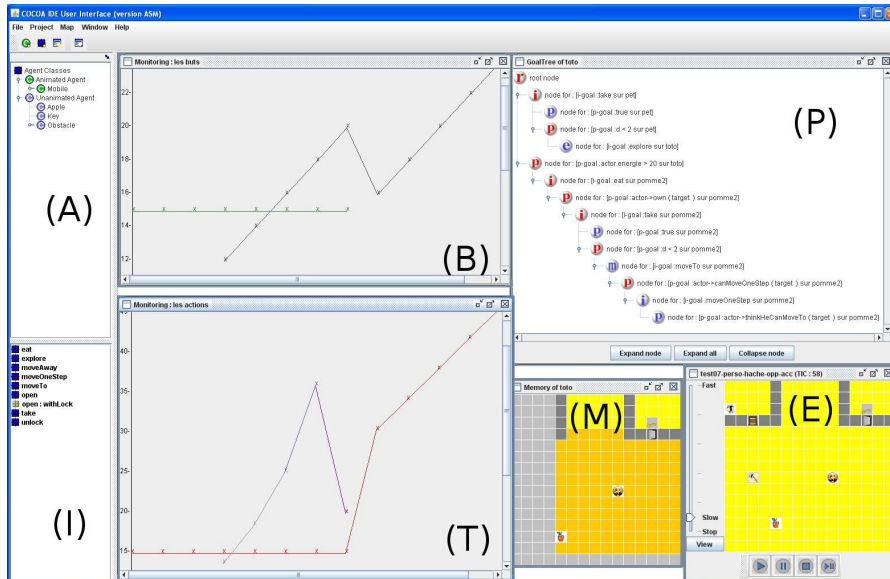 COCOA IDE User Interface (version ASM)
File Project Map Window Help
Agent Classes
Animated Agent
Mobile
Unanimated Agent
Apple
Key
Obstacle
(A)
Monitoring : les buts
22
20
18
16
14
12
(B)
GoalTree of toto
root node
node for : [i-goal :take sur pet]
node for : [p-goal :true sur pet]
node for : [p-goal :d < 2 sur pet]
node for : [i-goal :explore sur toto]
node for : [p-goal :actor.energie > 20 sur toto]
node for : [i-goal :eat sur pomme2]
node for : [p-goal :actor->own ( target ) sur pomme2]
node for : [i-goal :take sur pomme2]
node for : [p-goal :true sur pomme2]
node for : [p-goal :d < 2 sur pomme2]
node for : [i-goal :moveTo sur pomme2]
node for : [p-goal :actor->canMoveOneStep ( target ) sur pomme2]
node for : [i-goal :moveOneStep sur pomme2]
node for : [p-goal :actor->thinkHeCanMoveTo ( target ) sur pomme2]
(P)
Expand node Expand all Collapse node
eat
explore
moveAway
moveOneStep
moveTo
open
open : withLock
take
unlock
(I)
Monitoring : les actions
45
40
35
30
25
20
15
(T)
Memory of toto
(M)
test07-perso-hache-opp-acc (TIC : 58)
Fast
Slow
Stop
View
(E)